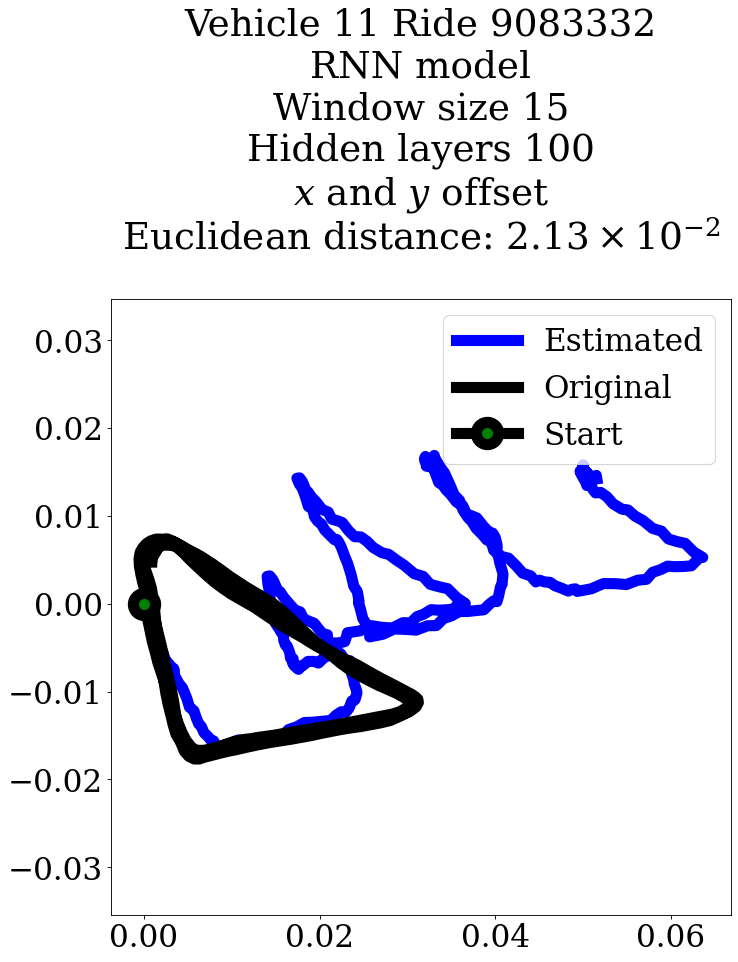 Vehicle 11 Ride 9083332
RNN model
Window size 15
Hidden layers 100
x and y offset
Euclidean distance: 2.13 × 10⁻²
Estimated
Original
Start
0.03
0.02
0.01
0.00
−0.01
−0.02
−0.03
0.00 0.02 0.04 0.06